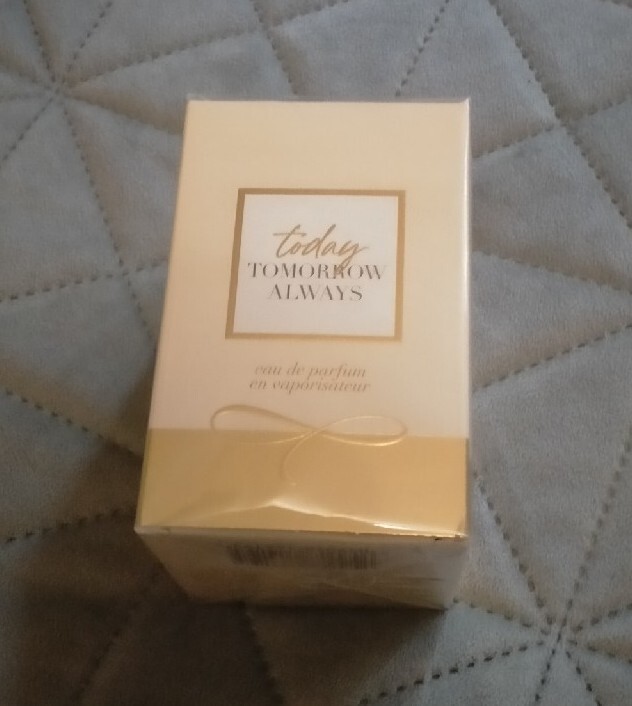 today
TOMORROW
ALWAYS
eau de parfum
en vaporisateur